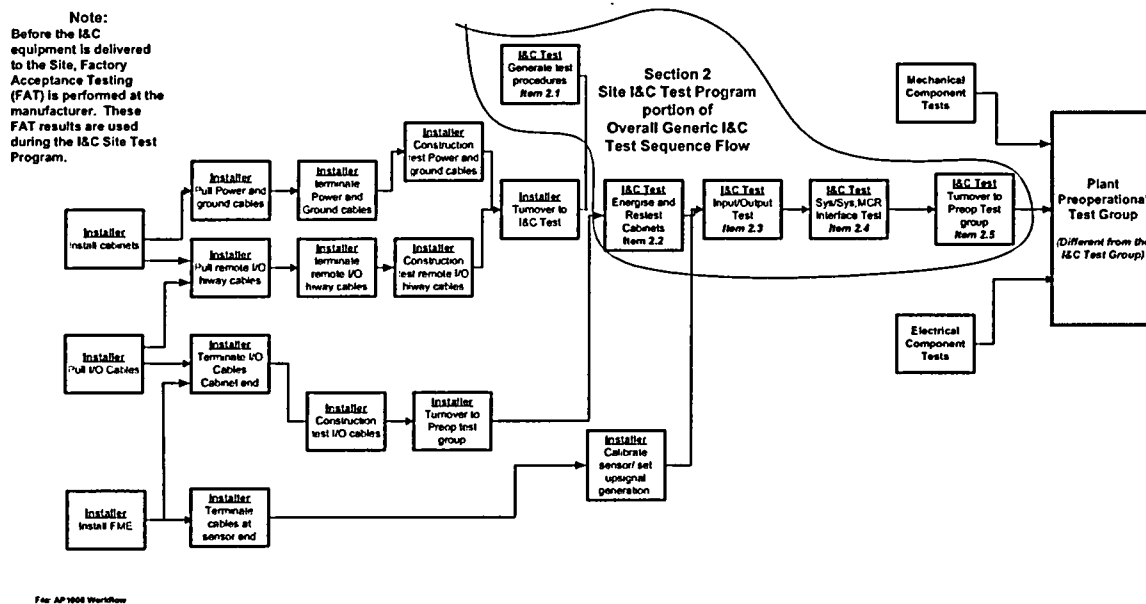 Note:
Before the I&C
equipment is delivered
to the Site, Factory
Acceptance Testing
(FAT) is performed at the
manufacturer. These
FAT results are used
during the I&C Site Test
Program.
I&C Test
Generate test
procedures
Item 2.1
Section 2
Site I&C Test Program
portion of
Overall Generic I&C
Test Sequence Flow
Mechanical
Component
Tests
Installer
Construction
test Power and
ground cables
Installer
Pull Power and
ground cables
Installer
terminate
Power and
Ground cables
Installer
Turnover to
I&C Test
I&C Test
Energise and
Restest
Cabinets
Item 2.2
I&C Test
Input/Output
Test
Item 2.3
I&C Test
Sys/Sys,MCR
Interface Test
Item 2.4
I&C Test
Turnover to
Preop Test
group
Item 2.5
Plant
Preoperational
Test Group
(Different from the
I&C Test Group)
Installer
Install cabinets
Installer
Pull remote I/O
hiway cables
Installer
terminate
remote I/O
hiway cables
Installer
Construction
test remote I/O
hiway cables
Electrical
Component
Tests
Installer
Pull I/O Cables
Installer
Terminate I/O
Cables
Cabinet end
Installer
Construction
test I/O cables
Installer
Turnover to
Preop test
group
Installer
Calibrate
sensor/ set
upsignal
generation
Installer
Install FME
Installer
Terminate
cables at
sensor end
File: AP1000 Workflow